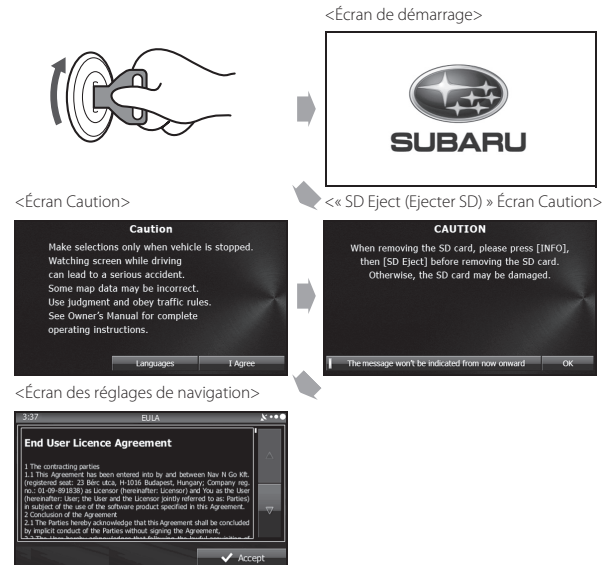 <Écran de démarrage>
SUBARU
<Écran Caution>
Caution
Make selections only when vehicle is stopped.
Watching screen while driving
can lead to a serious accident.
Some map data may be incorrect.
Use judgment and obey traffic rules.
See Owner's Manual for complete
operating instructions.
Languages
I Agree
<« SD Eject (Ejecter SD) » Écran Caution>
CAUTION
When removing the SD card, please press [INFO],
then [SD Eject] before removing the SD card.
Otherwise, the SD card may be damaged.
The message won't be indicated from now onward
OK
<Écran des réglages de navigation>
3:37
EULA
End User Licence Agreement
1 The contracting parties
1.1 This Agreement has been entered into by and between Nav N Go Kft.
(registered seat: 23 Bérc utca, H-1016 Budapest, Hungary; Company reg.
no.: 01-09-891838) as Licensor (hereinafter: Licensor) and You as the User
(hereinafter: User; the User and the Licensor jointly referred to as: Parties)
in subject of the use of the software product specified in this Agreement.
2 Conclusion of the Agreement
2.1 The Parties hereby acknowledge that this Agreement shall be concluded
by implicit conduct of the Parties without signing the Agreement,
Accept